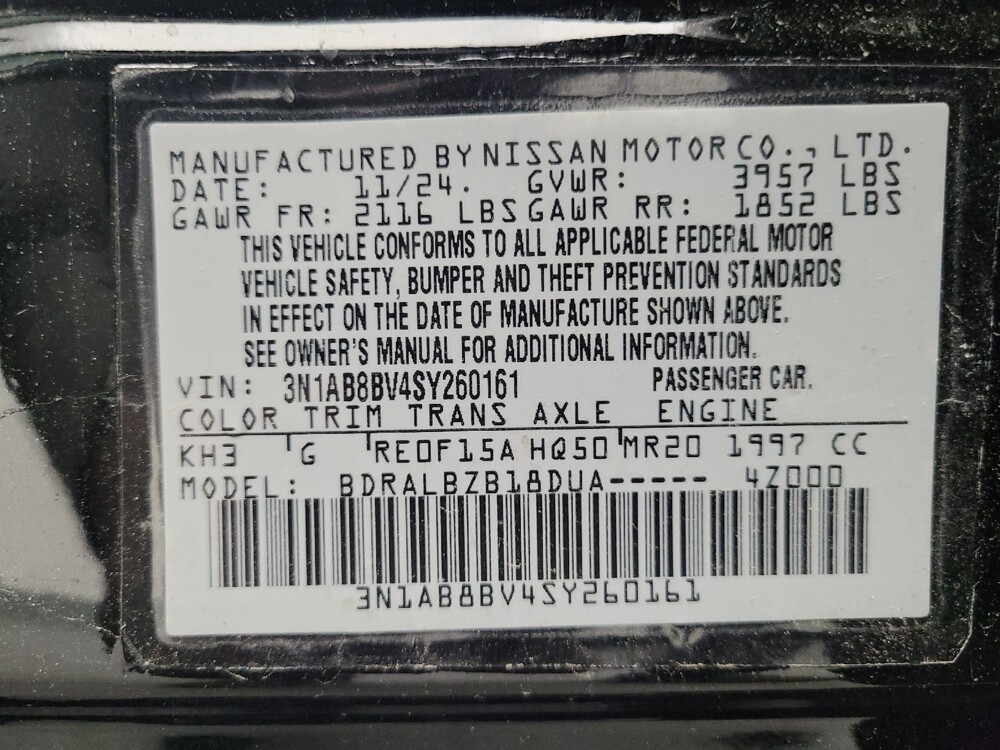 MANUFACTURED BY NISSAN MOTOR CO., LTD.
DATE: 11/24. GVWR: 3957 LBS
GAWR FR: 2116 LBS GAWR RR: 1852 LBS
THIS VEHICLE CONFORMS TO ALL APPLICABLE FEDERAL MOTOR
VEHICLE SAFETY, BUMPER AND THEFT PREVENTION STANDARDS
IN EFFECT ON THE DATE OF MANUFACTURE SHOWN ABOVE.
SEE OWNER'S MANUAL FOR ADDITIONAL INFORMATION.
VIN: 3N1AB8BV4SY260161 PASSENGER CAR.
COLOR TRIM TRANS AXLE ENGINE
KH3 G RE0F15A HQ50 MR20 1997 CC
MODEL: BDRALBZB18DUA----- 4Z000
3N1AB8BV4SY260161